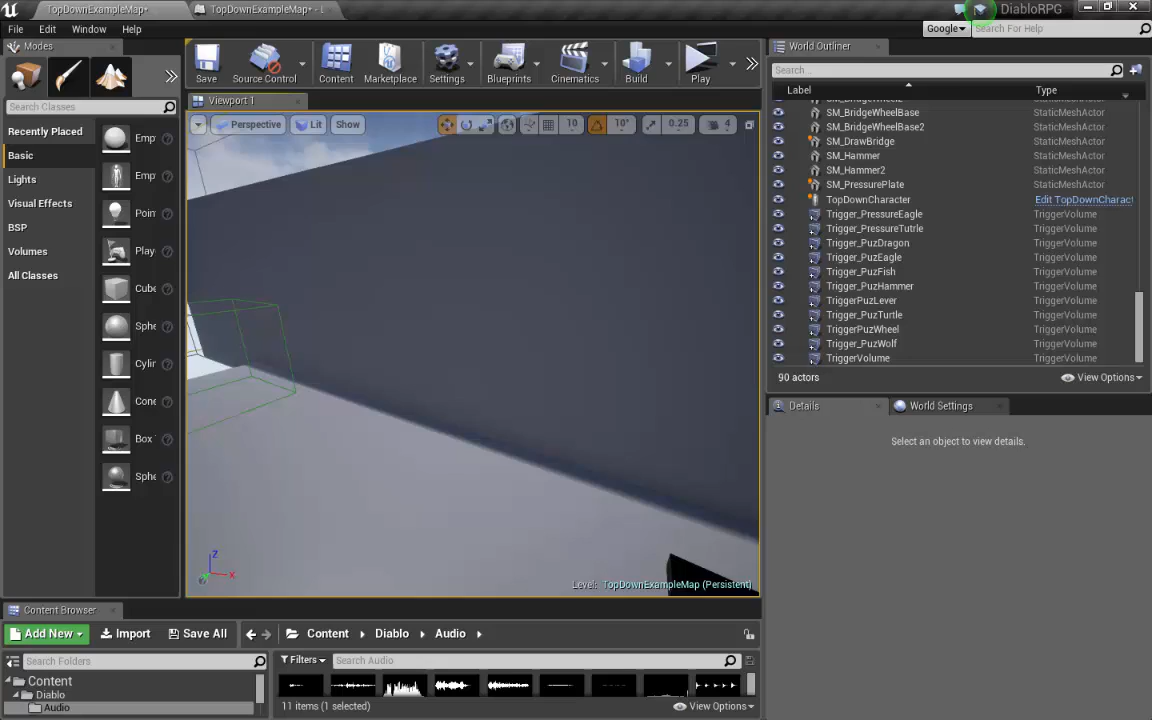 TopDownExampleMap*
TopDownExampleMap* - L
DiabloRPG
File
Edit
Window
Help
Google
Search For Help
Modes
Search Classes
Recently Placed
Basic
Lights
Visual Effects
BSP
Volumes
All Classes
Emp
Emp
Poin
Play
Cube
Sphe
Cylin
Cone
Box
Sphe
Save
Source Control
Content
Marketplace
Settings
Blueprints
Cinematics
Build
Play
Viewport 1
Perspective
Lit
Show
10
10°
0.25
4
Z
X
Y
Level: TopDownExampleMap (Persistent)
World Outliner
Search...
Label
Type
SM_BridgeWheel2
StaticMeshActor
SM_BridgeWheelBase
StaticMeshActor
SM_BridgeWheelBase2
StaticMeshActor
SM_DrawBridge
StaticMeshActor
SM_Hammer
StaticMeshActor
SM_Hammer2
StaticMeshActor
SM_PressurePlate
StaticMeshActor
TopDownCharacter
Edit TopDownCharact
Trigger_PressureEagle
TriggerVolume
Trigger_PressureTutrle
TriggerVolume
Trigger_PuzDragon
TriggerVolume
Trigger_PuzEagle
TriggerVolume
Trigger_PuzFish
TriggerVolume
Trigger_PuzHammer
TriggerVolume
TriggerPuzLever
TriggerVolume
Trigger_PuzTurtle
TriggerVolume
TriggerPuzWheel
TriggerVolume
Trigger_PuzWolf
TriggerVolume
TriggerVolume
TriggerVolume
90 actors
View Options
Details
World Settings
Select an object to view details.
Content Browser
Add New
Import
Save All
Content
Diablo
Audio
Search Folders
Content
Diablo
Audio
Filters
Search Audio
11 items (1 selected)
View Options